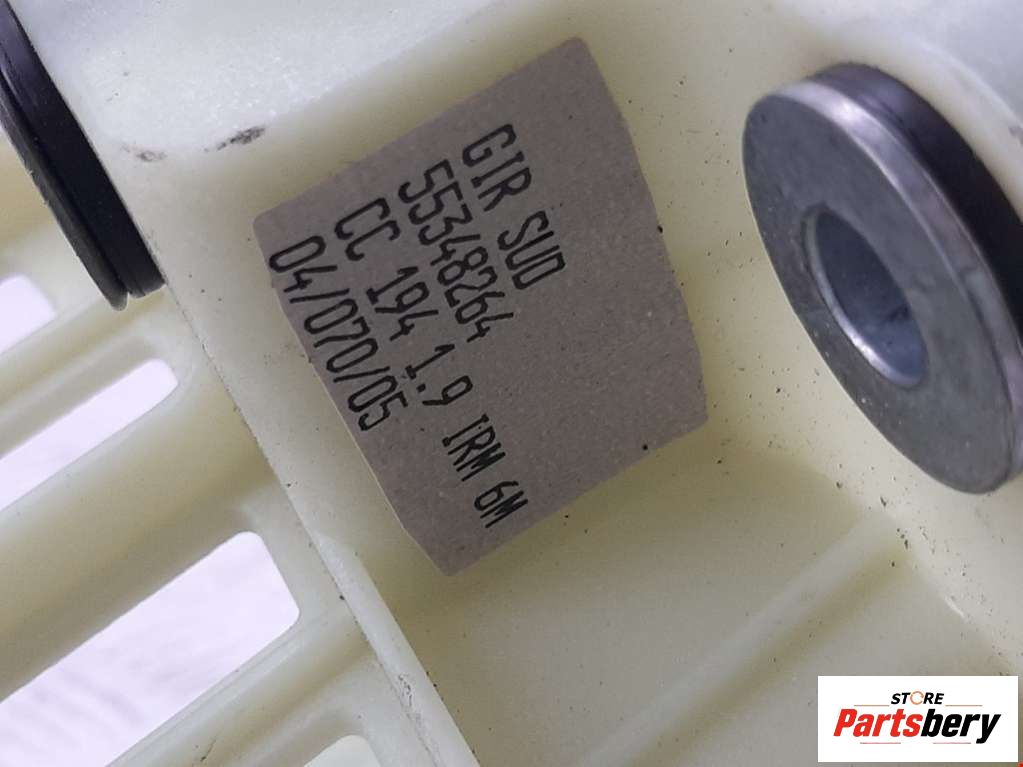 GIR SUD
55348264
CC 194 1.9 IRM 6M
04/070/05
STORE
Partsbery